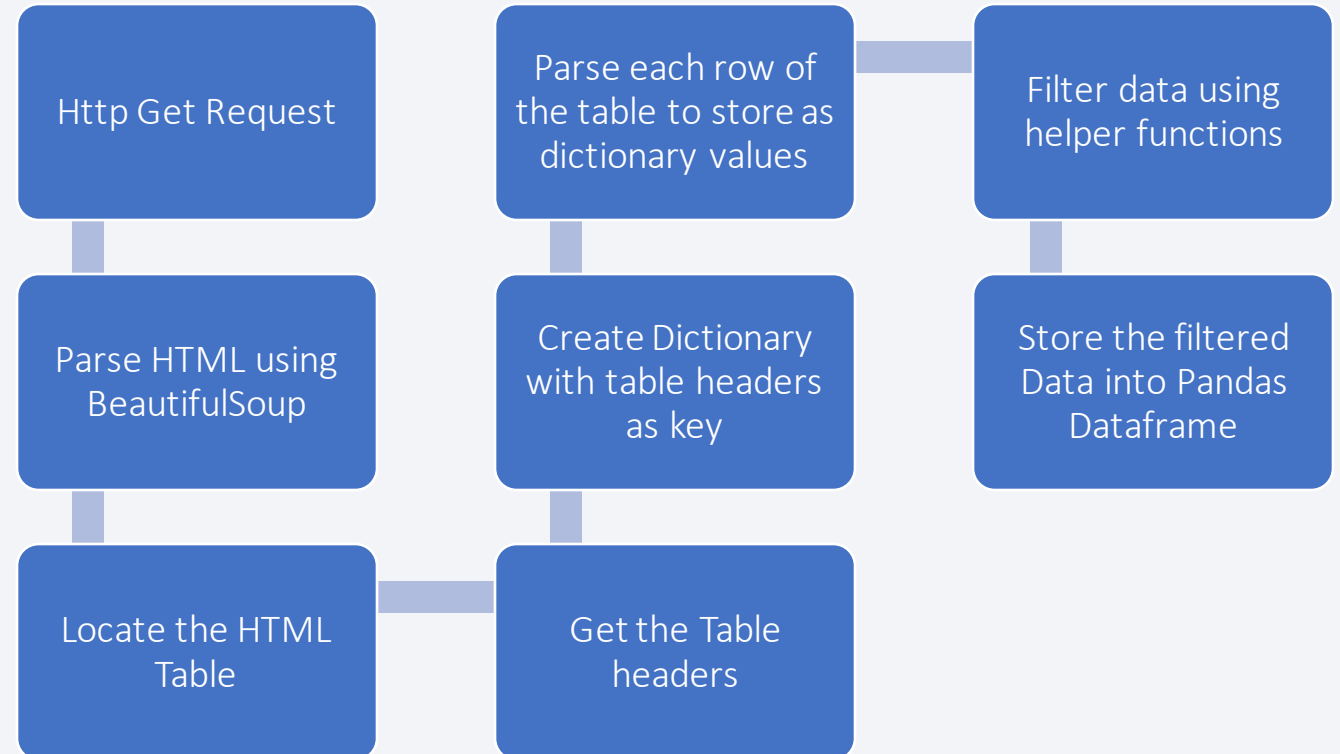 Http Get Request
Parse HTML using
BeautifulSoup
Locate the HTML
Table
Get the Table
headers
Create Dictionary
with table headers
as key
Parse each row of
the table to store as
dictionary values
Filter data using
helper functions
Store the filtered
Data into Pandas
Dataframe